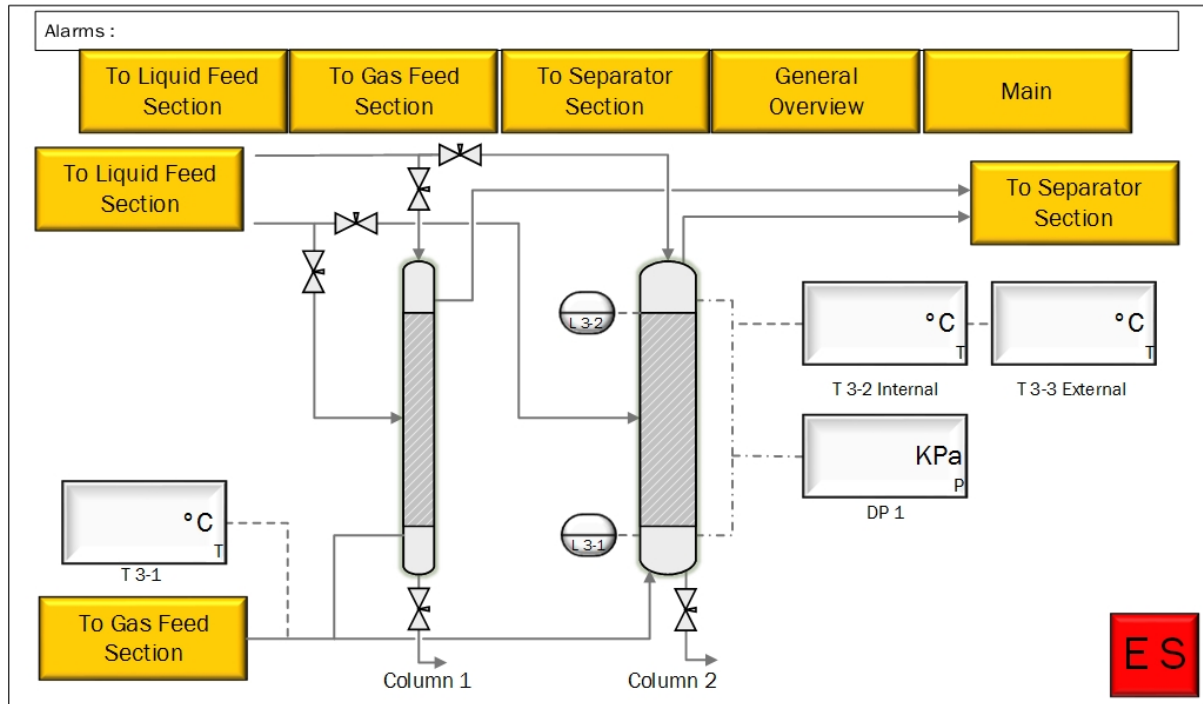 Alarms :
To Liquid Feed
Section
To Gas Feed
Section
To Separator
Section
General
Overview
Main
To Liquid Feed
Section
To Separator
Section
L 3-2
°C
T
T 3-2 Internal
°C
T
T 3-3 External
KPa
P
DP 1
°C
T
T 3-1
L 3-1
To Gas Feed
Section
Column 1
Column 2
E S